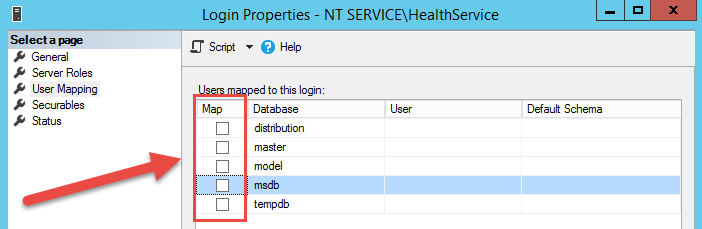 Login Properties - NT SERVICE\HealthService
Select a page
General
Server Roles
User Mapping
Securables
Status
Script Help
Users mapped to this login:
Map Database User Default Schema
distribution
master
model
msdb
tempdb